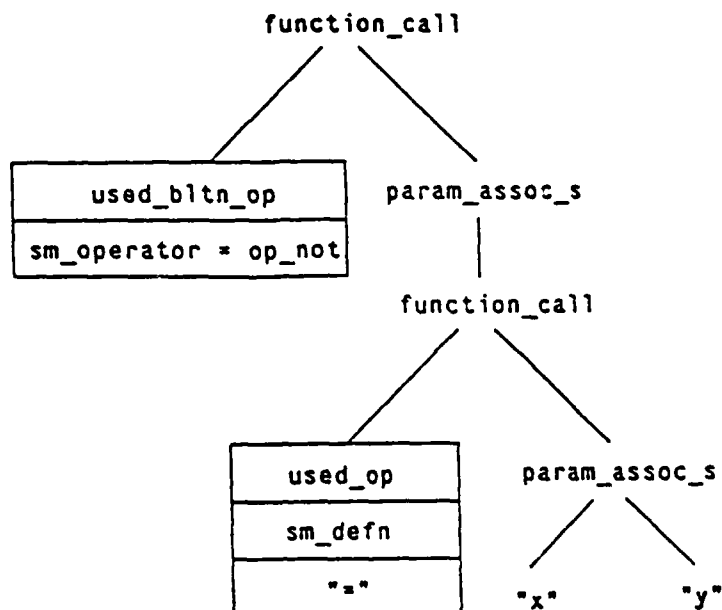 function_call
used_bltn_op param_assoc_s
sm_operator = op_not
function_call
used_op param_assoc_s
sm_defn
"="
"x" "y"